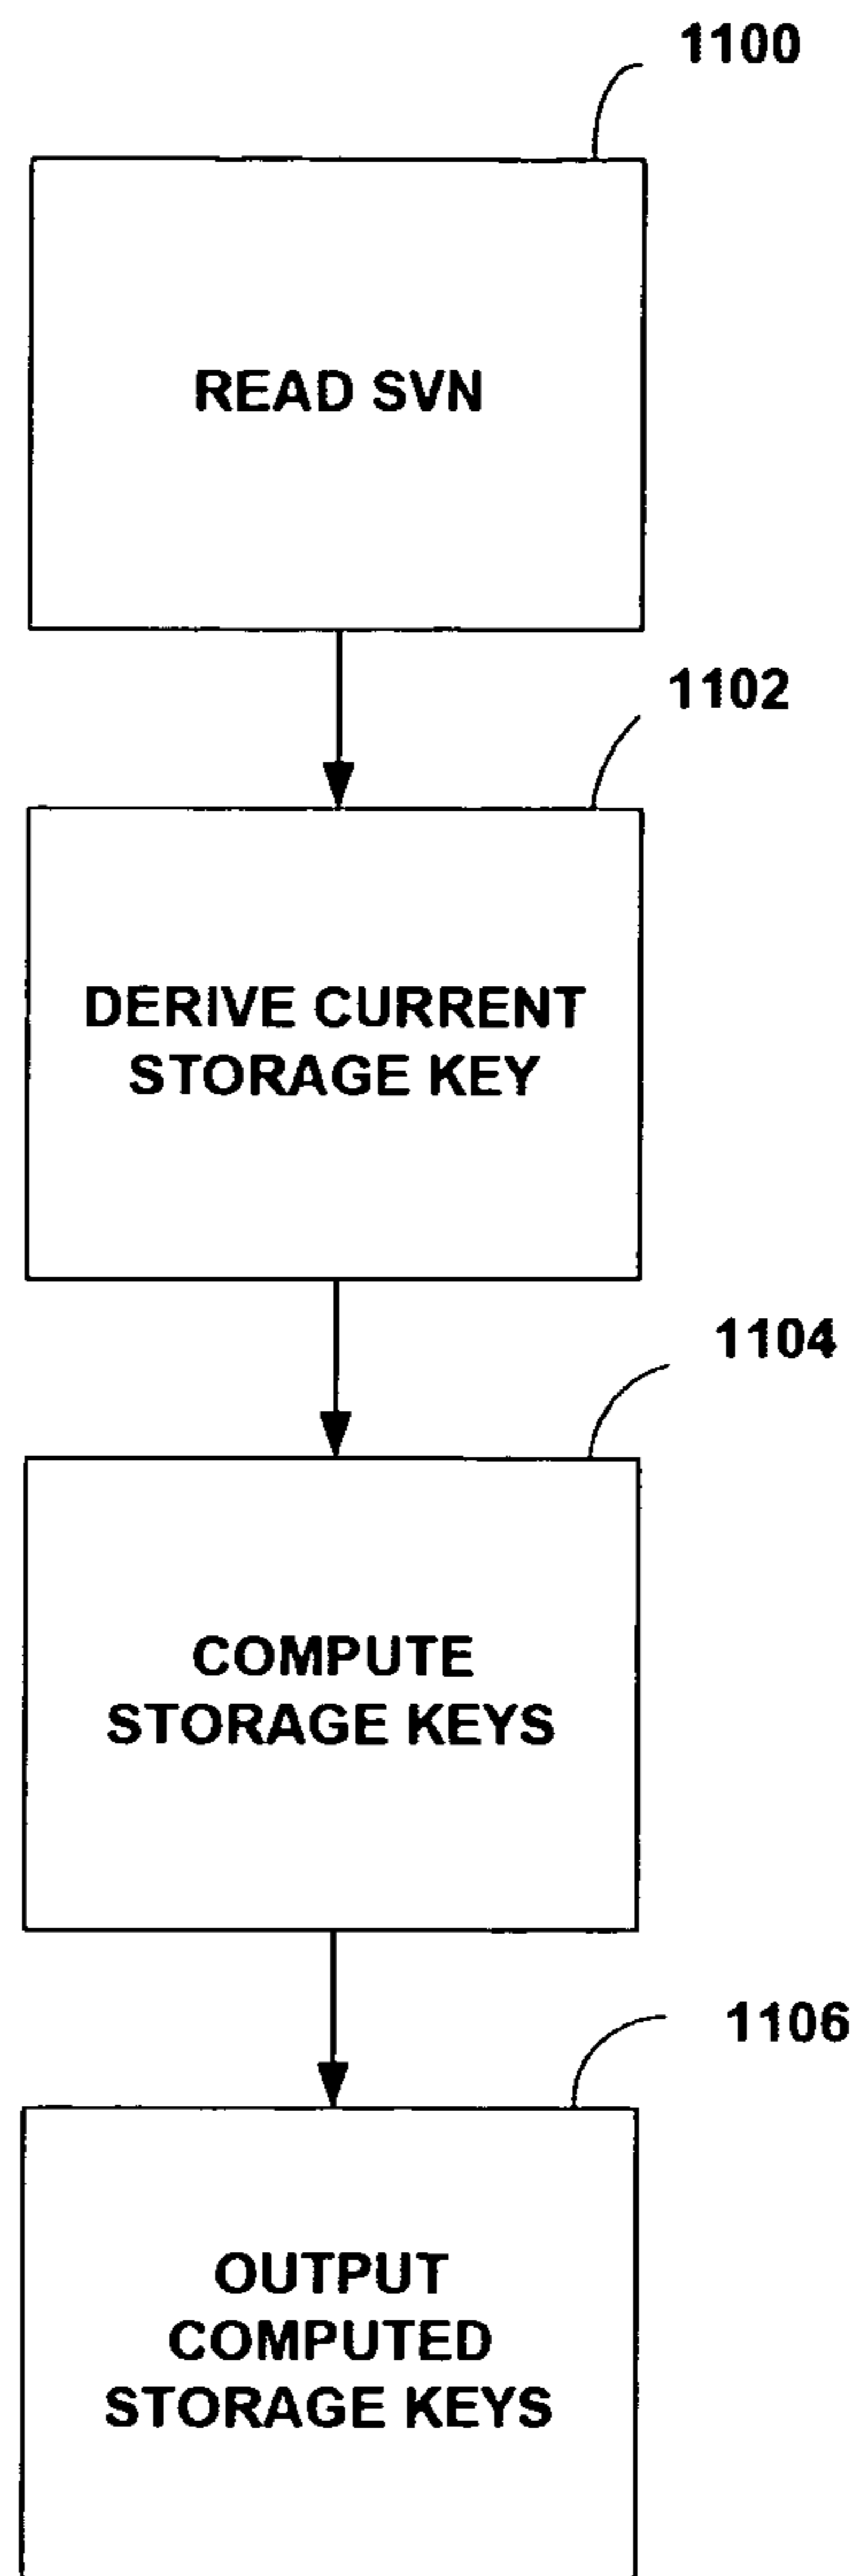 1100
READ SVN
1102
DERIVE CURRENT
STORAGE KEY
1104
COMPUTE
STORAGE KEYS
1106
OUTPUT
COMPUTED
STORAGE KEYS